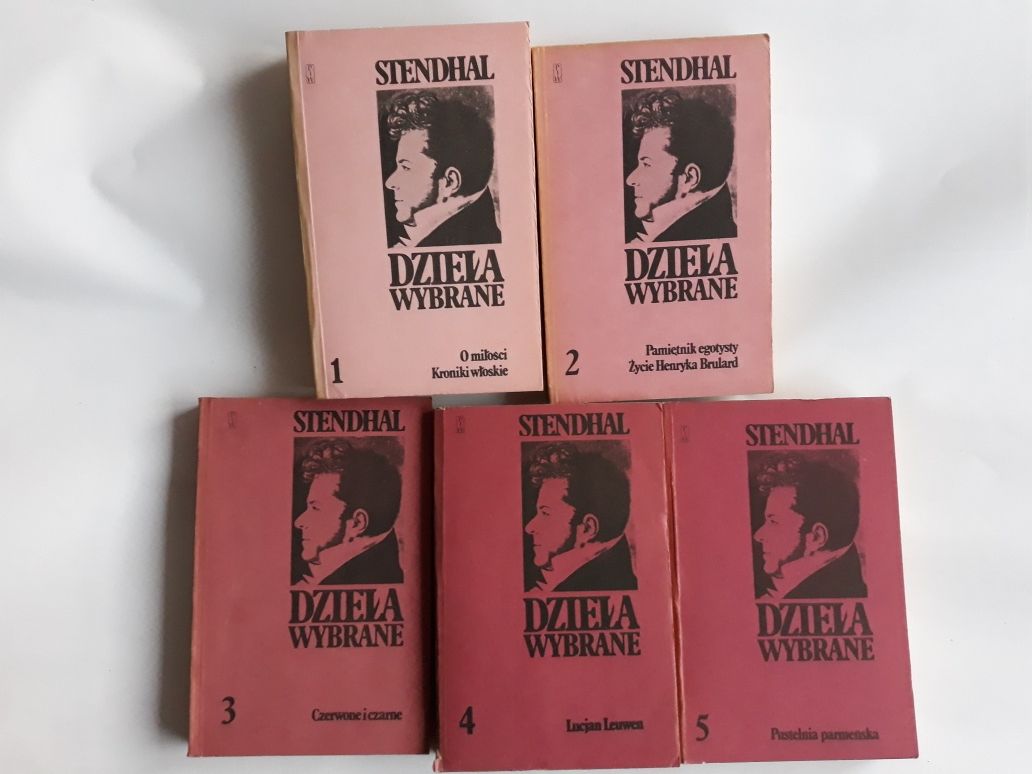 STENDHAL
DZIEŁA
WYBRANE
1
O miłości
Kroniki włoskie
STENDHAL
DZIEŁA
WYBRANE
2
Pamiętnik egotysty
Życie Henryka Brulard
STENDHAL
DZIEŁA
WYBRANE
3
Czerwone i czarne
STENDHAL
DZIEŁA
WYBRANE
4
Lucjan Leuwen
STENDHAL
DZIEŁA
WYBRANE
5
Pustelnia parmeńska